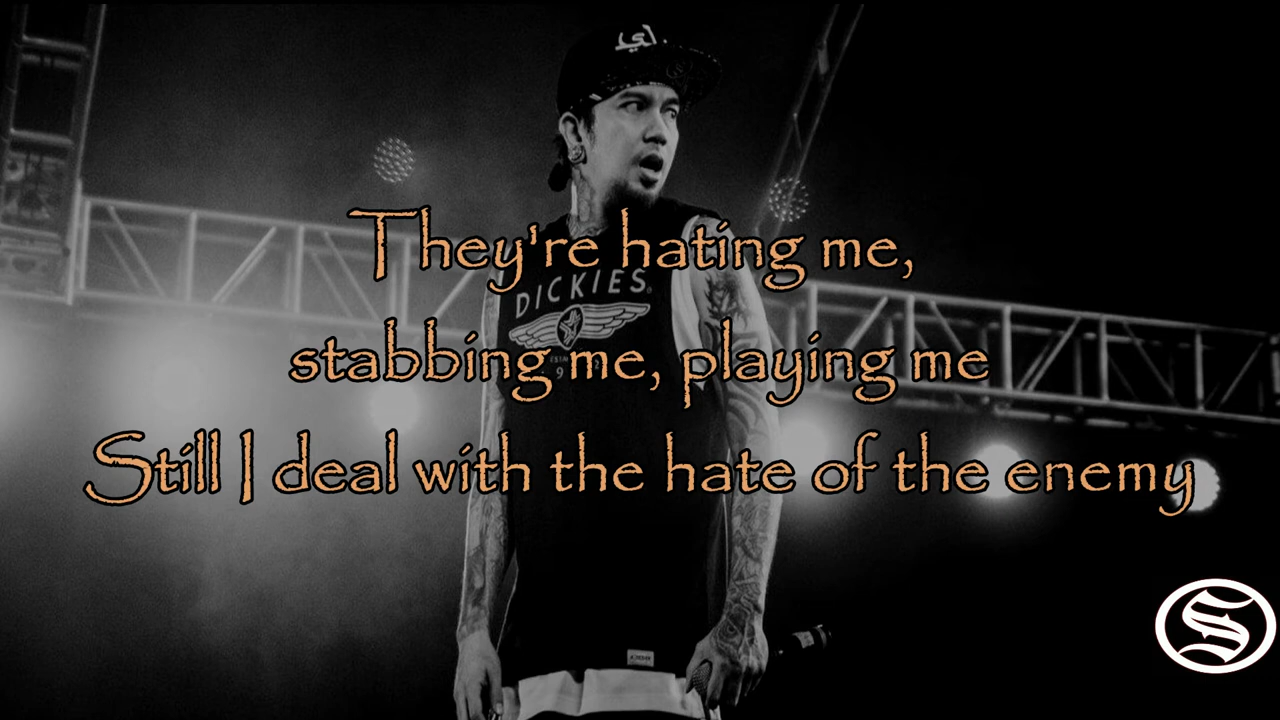 They're hating me,
DICKIES
stabbing me, playing me
Still I deal with the hate of the enemy
S